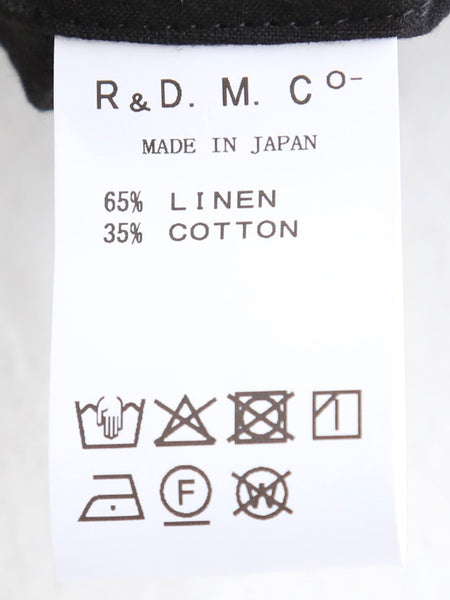 R & D. M. Co-
MADE IN JAPAN
65% LINEN
35% COTTON
F W